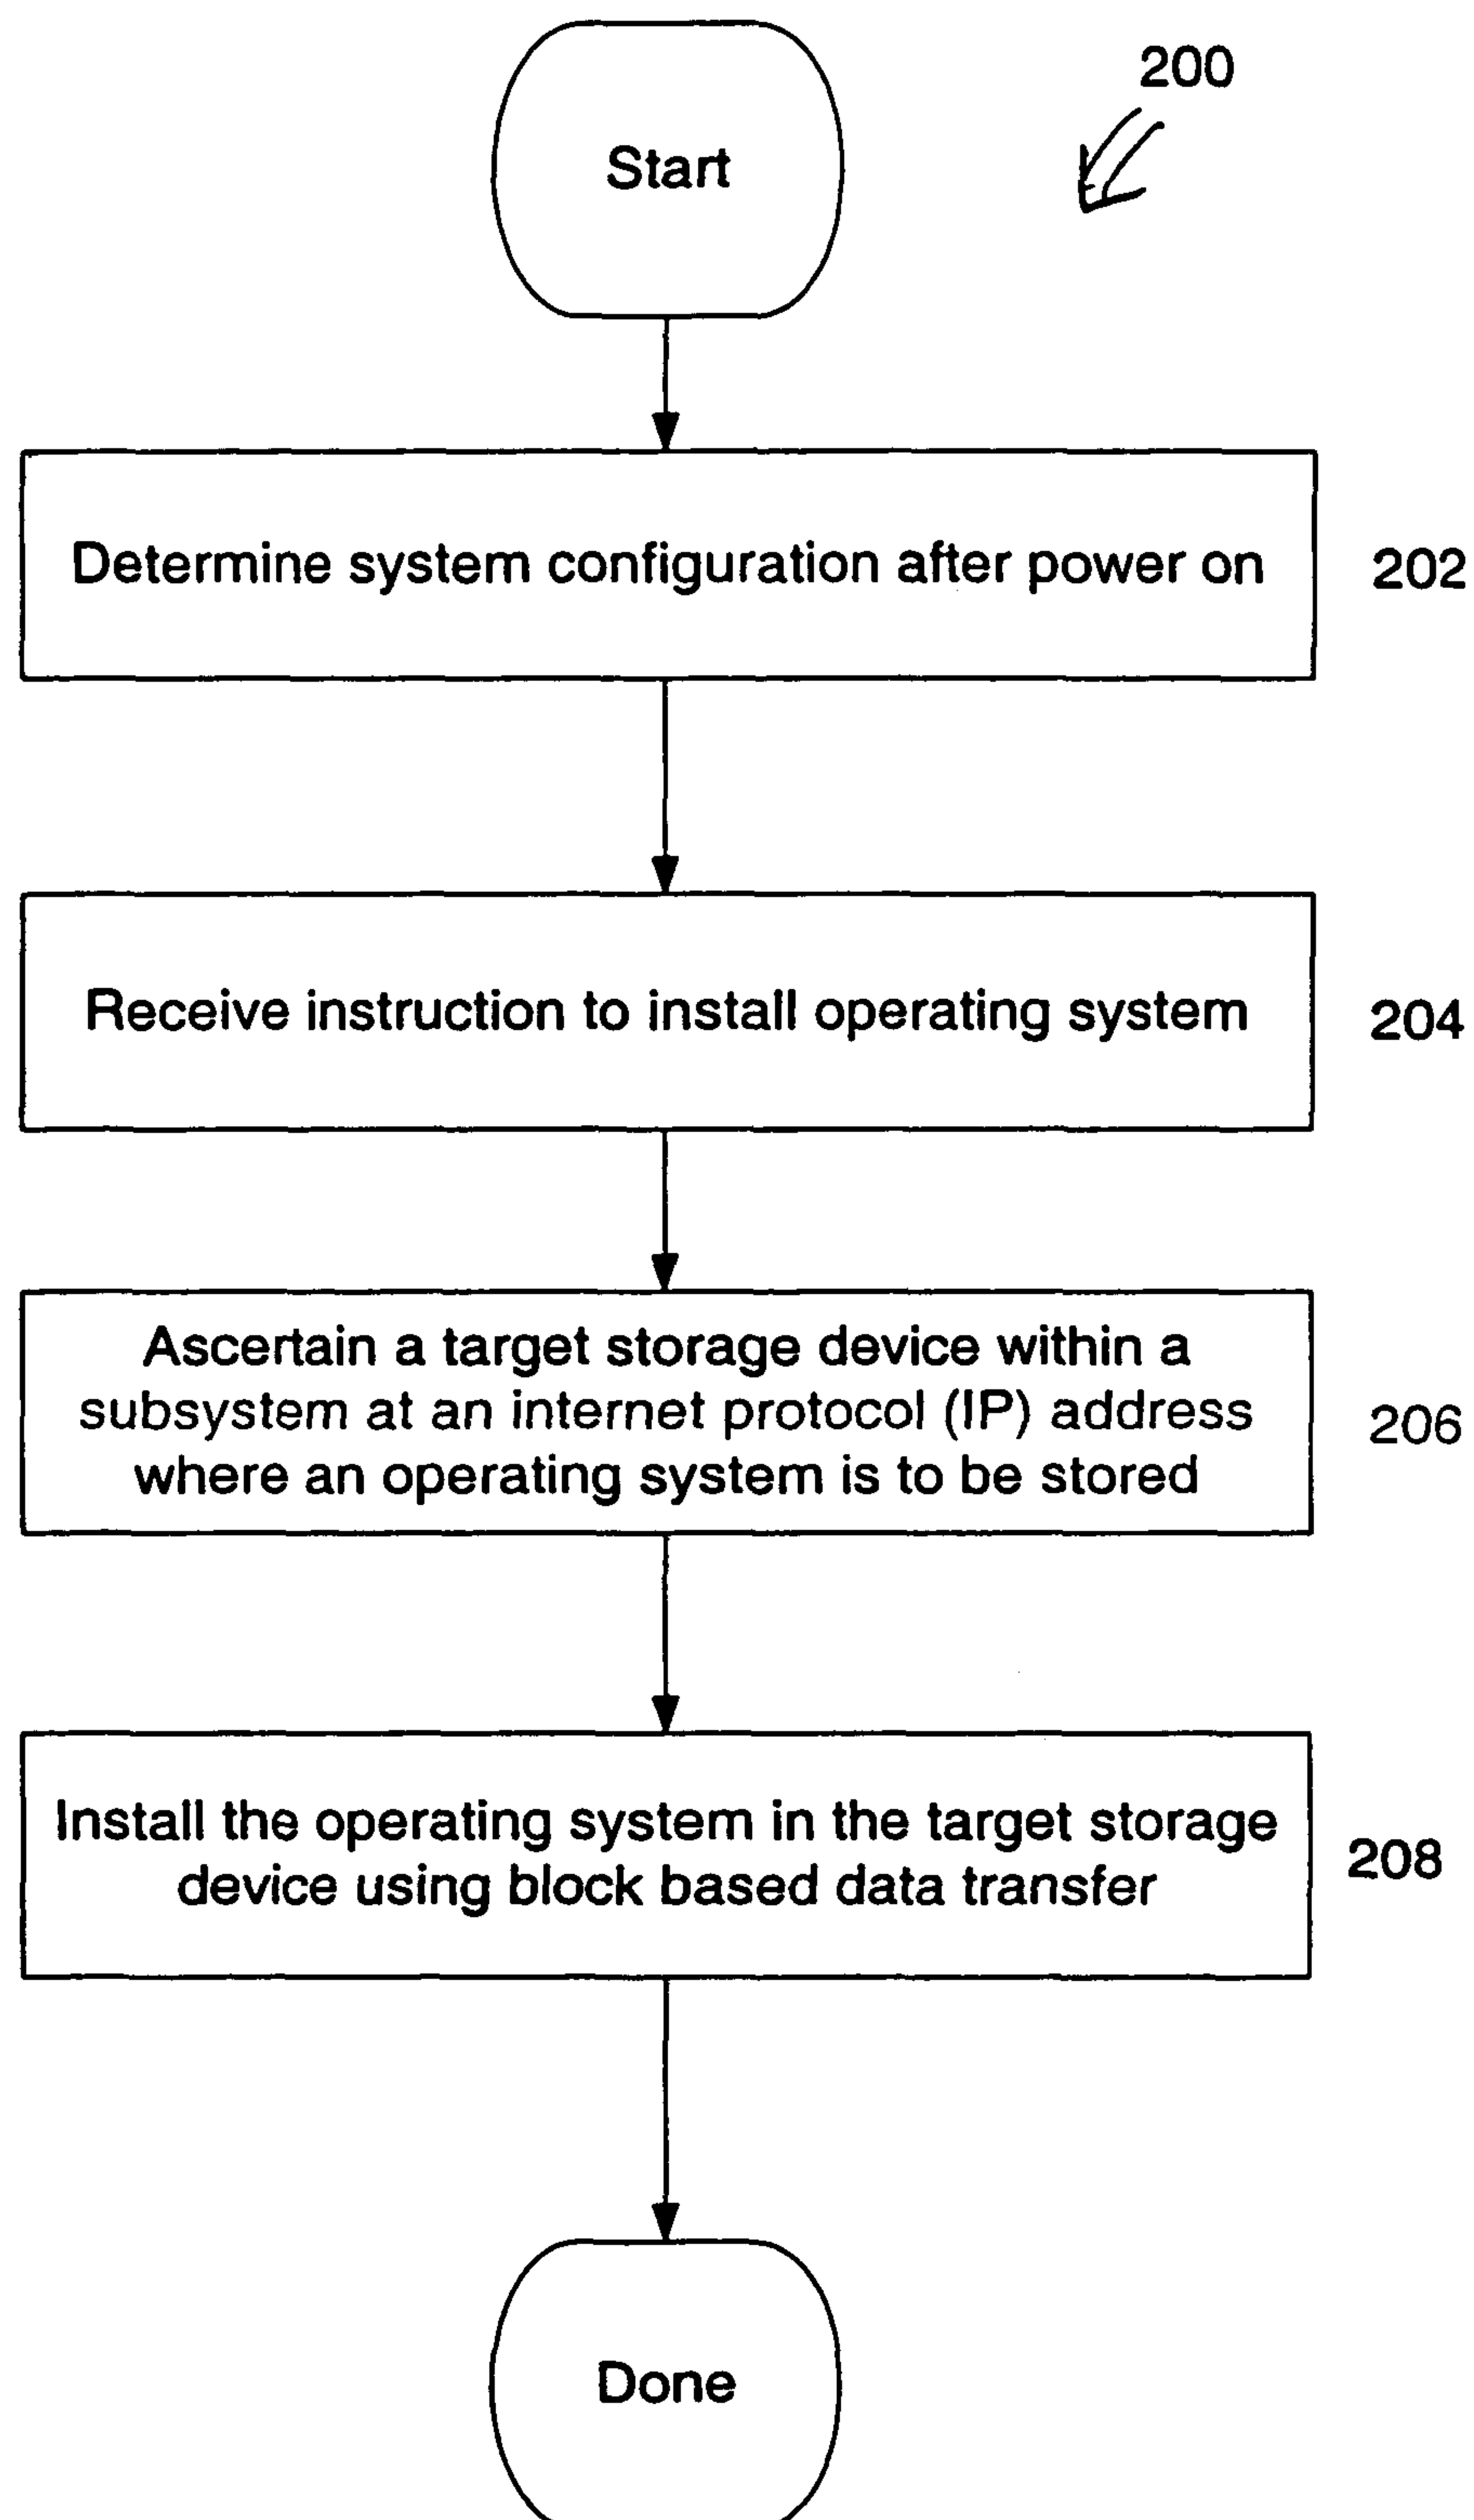 200
Start
Determine system configuration after power on
202
Receive instruction to install operating system
204
Ascertain a target storage device within a
subsystem at an internet protocol (IP) address
where an operating system is to be stored
206
Install the operating system in the target storage
device using block based data transfer
208
Done